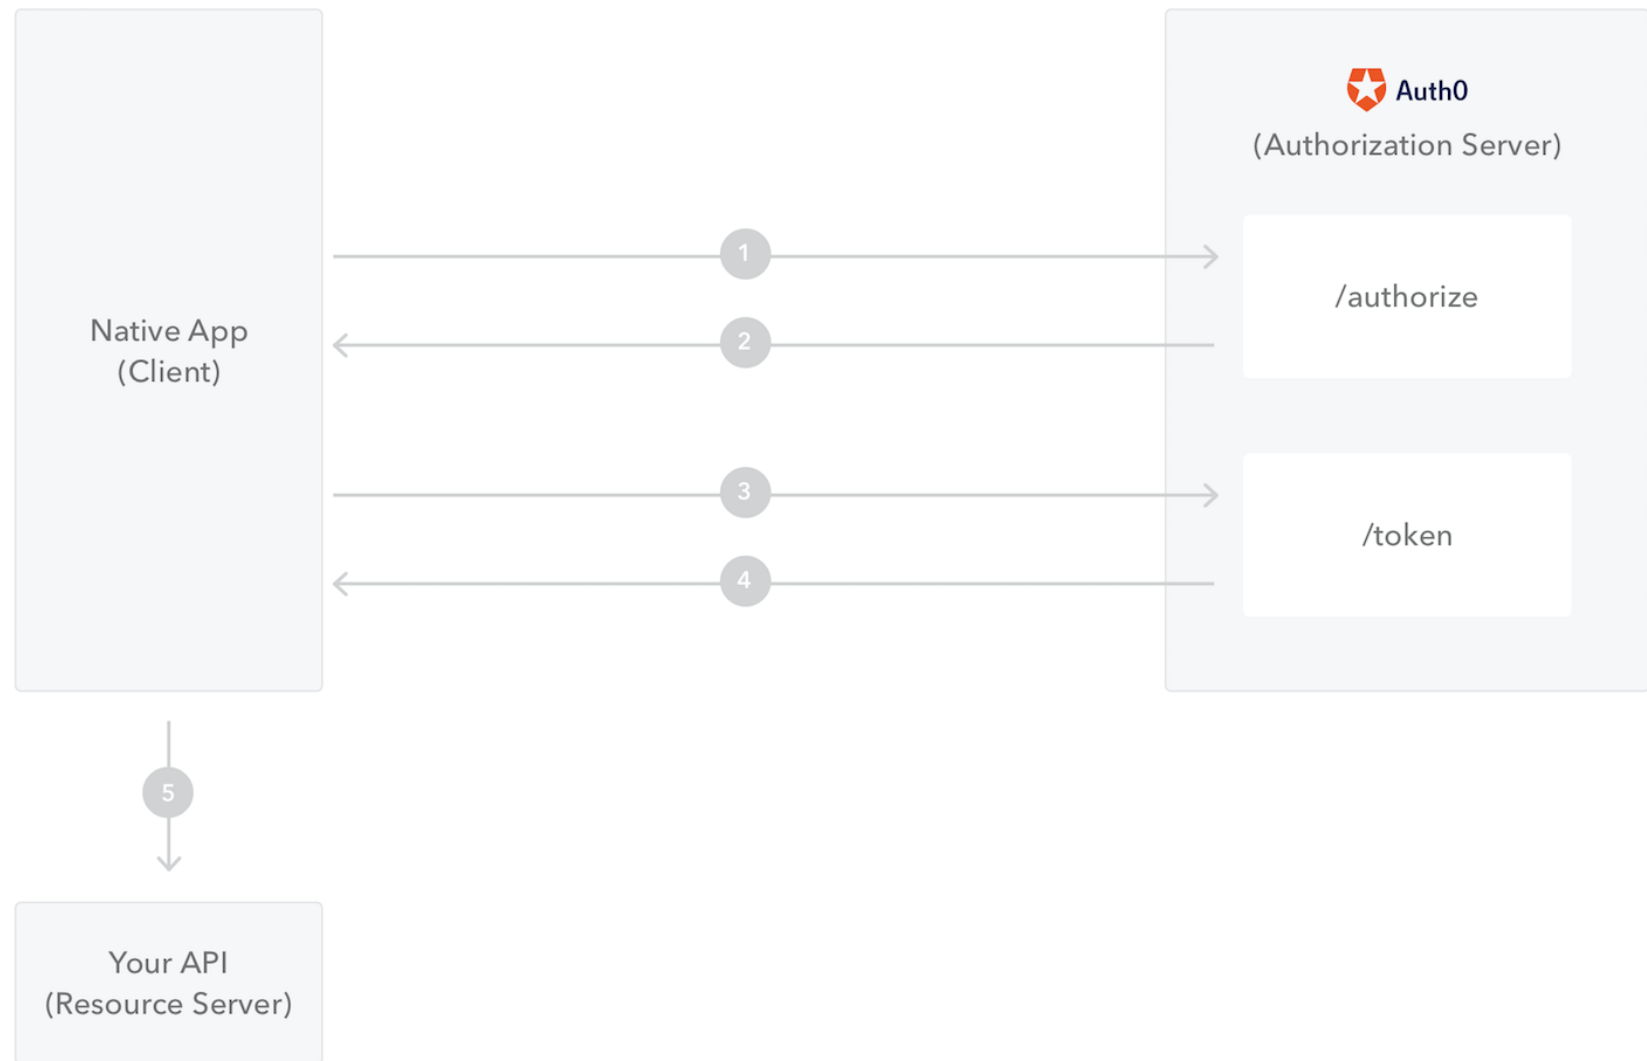 Auth0
(Authorization Server)
1
/authorize
Native App
(Client)
2
3
/token
4
5
Your API
(Resource Server)